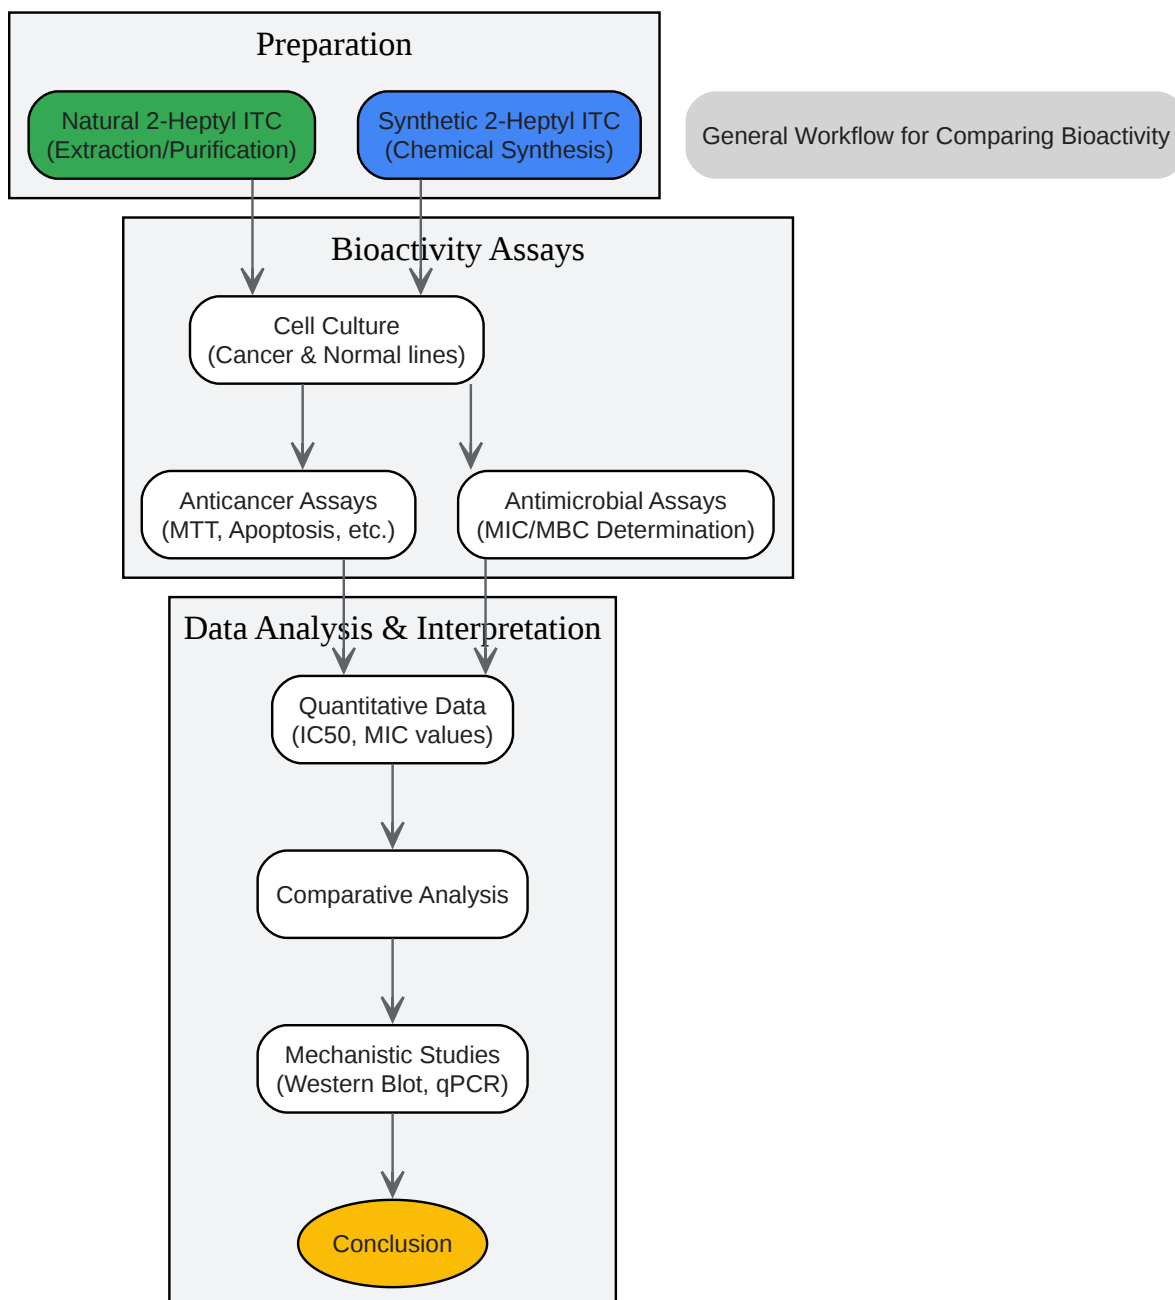 Preparation
Natural 2-Heptyl ITC
(Extraction/Purification)
Synthetic 2-Heptyl ITC
(Chemical Synthesis)
General Workflow for Comparing Bioactivity
Bioactivity Assays
Cell Culture
(Cancer & Normal lines)
Anticancer Assays
(MTT, Apoptosis, etc.)
Antimicrobial Assays
(MIC/MBC Determination)
Data Analysis & Interpretation
Quantitative Data
(IC50, MIC values)
Comparative Analysis
Mechanistic Studies
(Western Blot, qPCR)
Conclusion